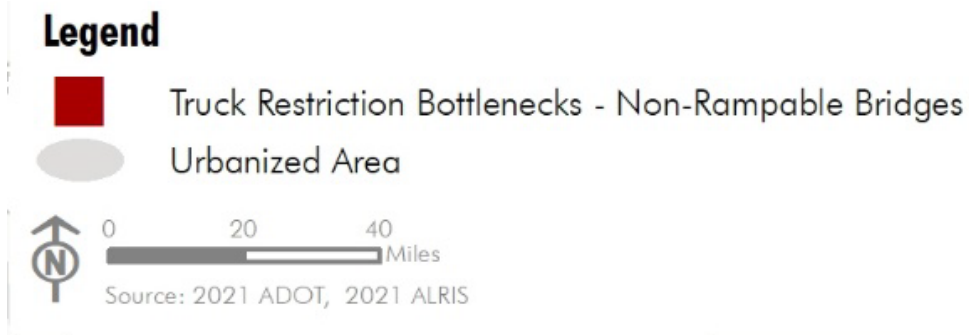 Legend
Truck Restriction Bottlenecks - Non-Rampable Bridges
Urbanized Area
0 20 40
Miles
N
Source: 2021 ADOT, 2021 ALRIS